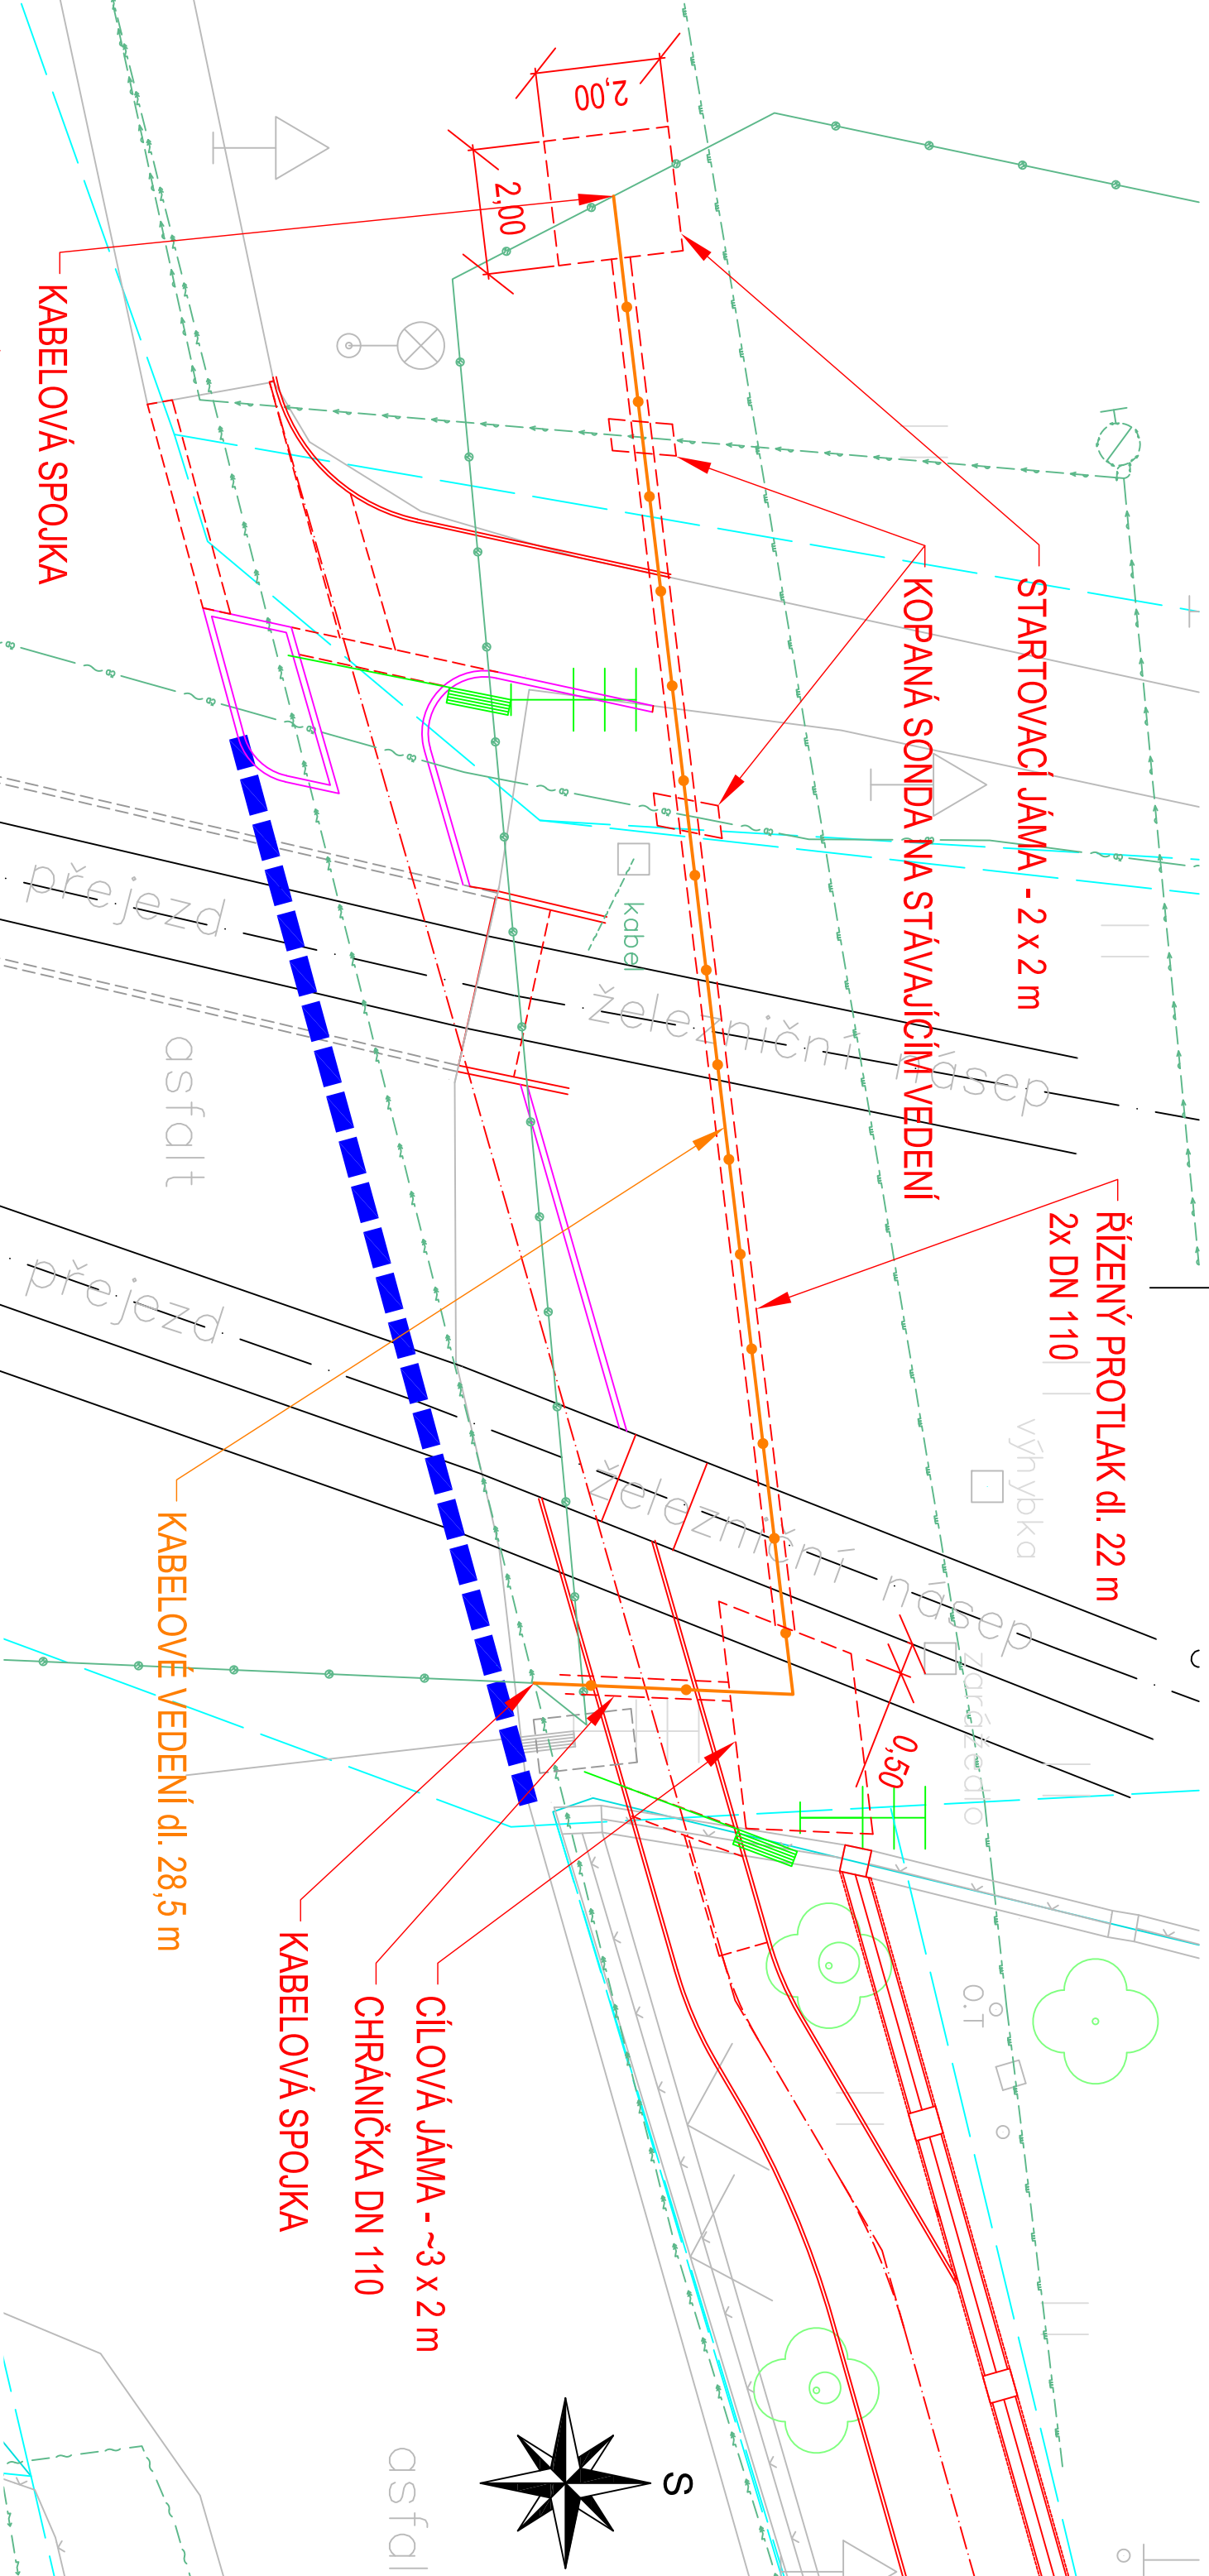 STARTOVACÍ JÁMA - 2 x 2 m
KOPANÁ SONDA NA STÁVAJÍCÍM VEDENÍ
ŘÍZENÝ PROTLAK dl. 22 m
2x DN 110
2,00
2,00
KABELOVÁ SPOJKA
kabel
železniční násep
přejezd
asfalt
výhybka
železniční násep
přejezd
zarážedlo
0,50
KABELOVÉ VEDENÍ dl. 28,5 m
KABELOVÁ SPOJKA
CHRÁNIČKA DN 110
CÍLOVÁ JÁMA - ~3 x 2 m
O.T
S
asfal